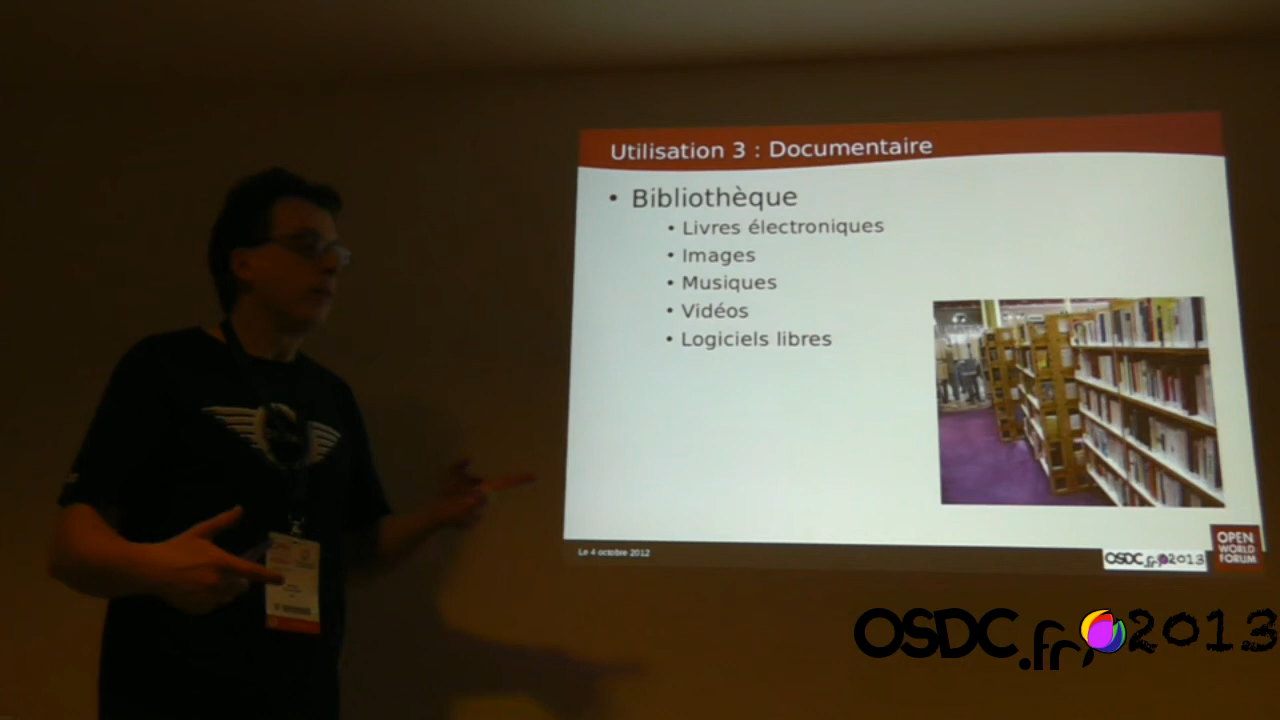 Utilisation 3 : Documentaire
• Bibliothèque
• Livres électroniques
• Images
• Musiques
• Vidéos
• Logiciels libres
Le 4 octobre 2012
OSDC.fr 2013
OPEN
WORLD
FORUM
OSDC.fr 2013